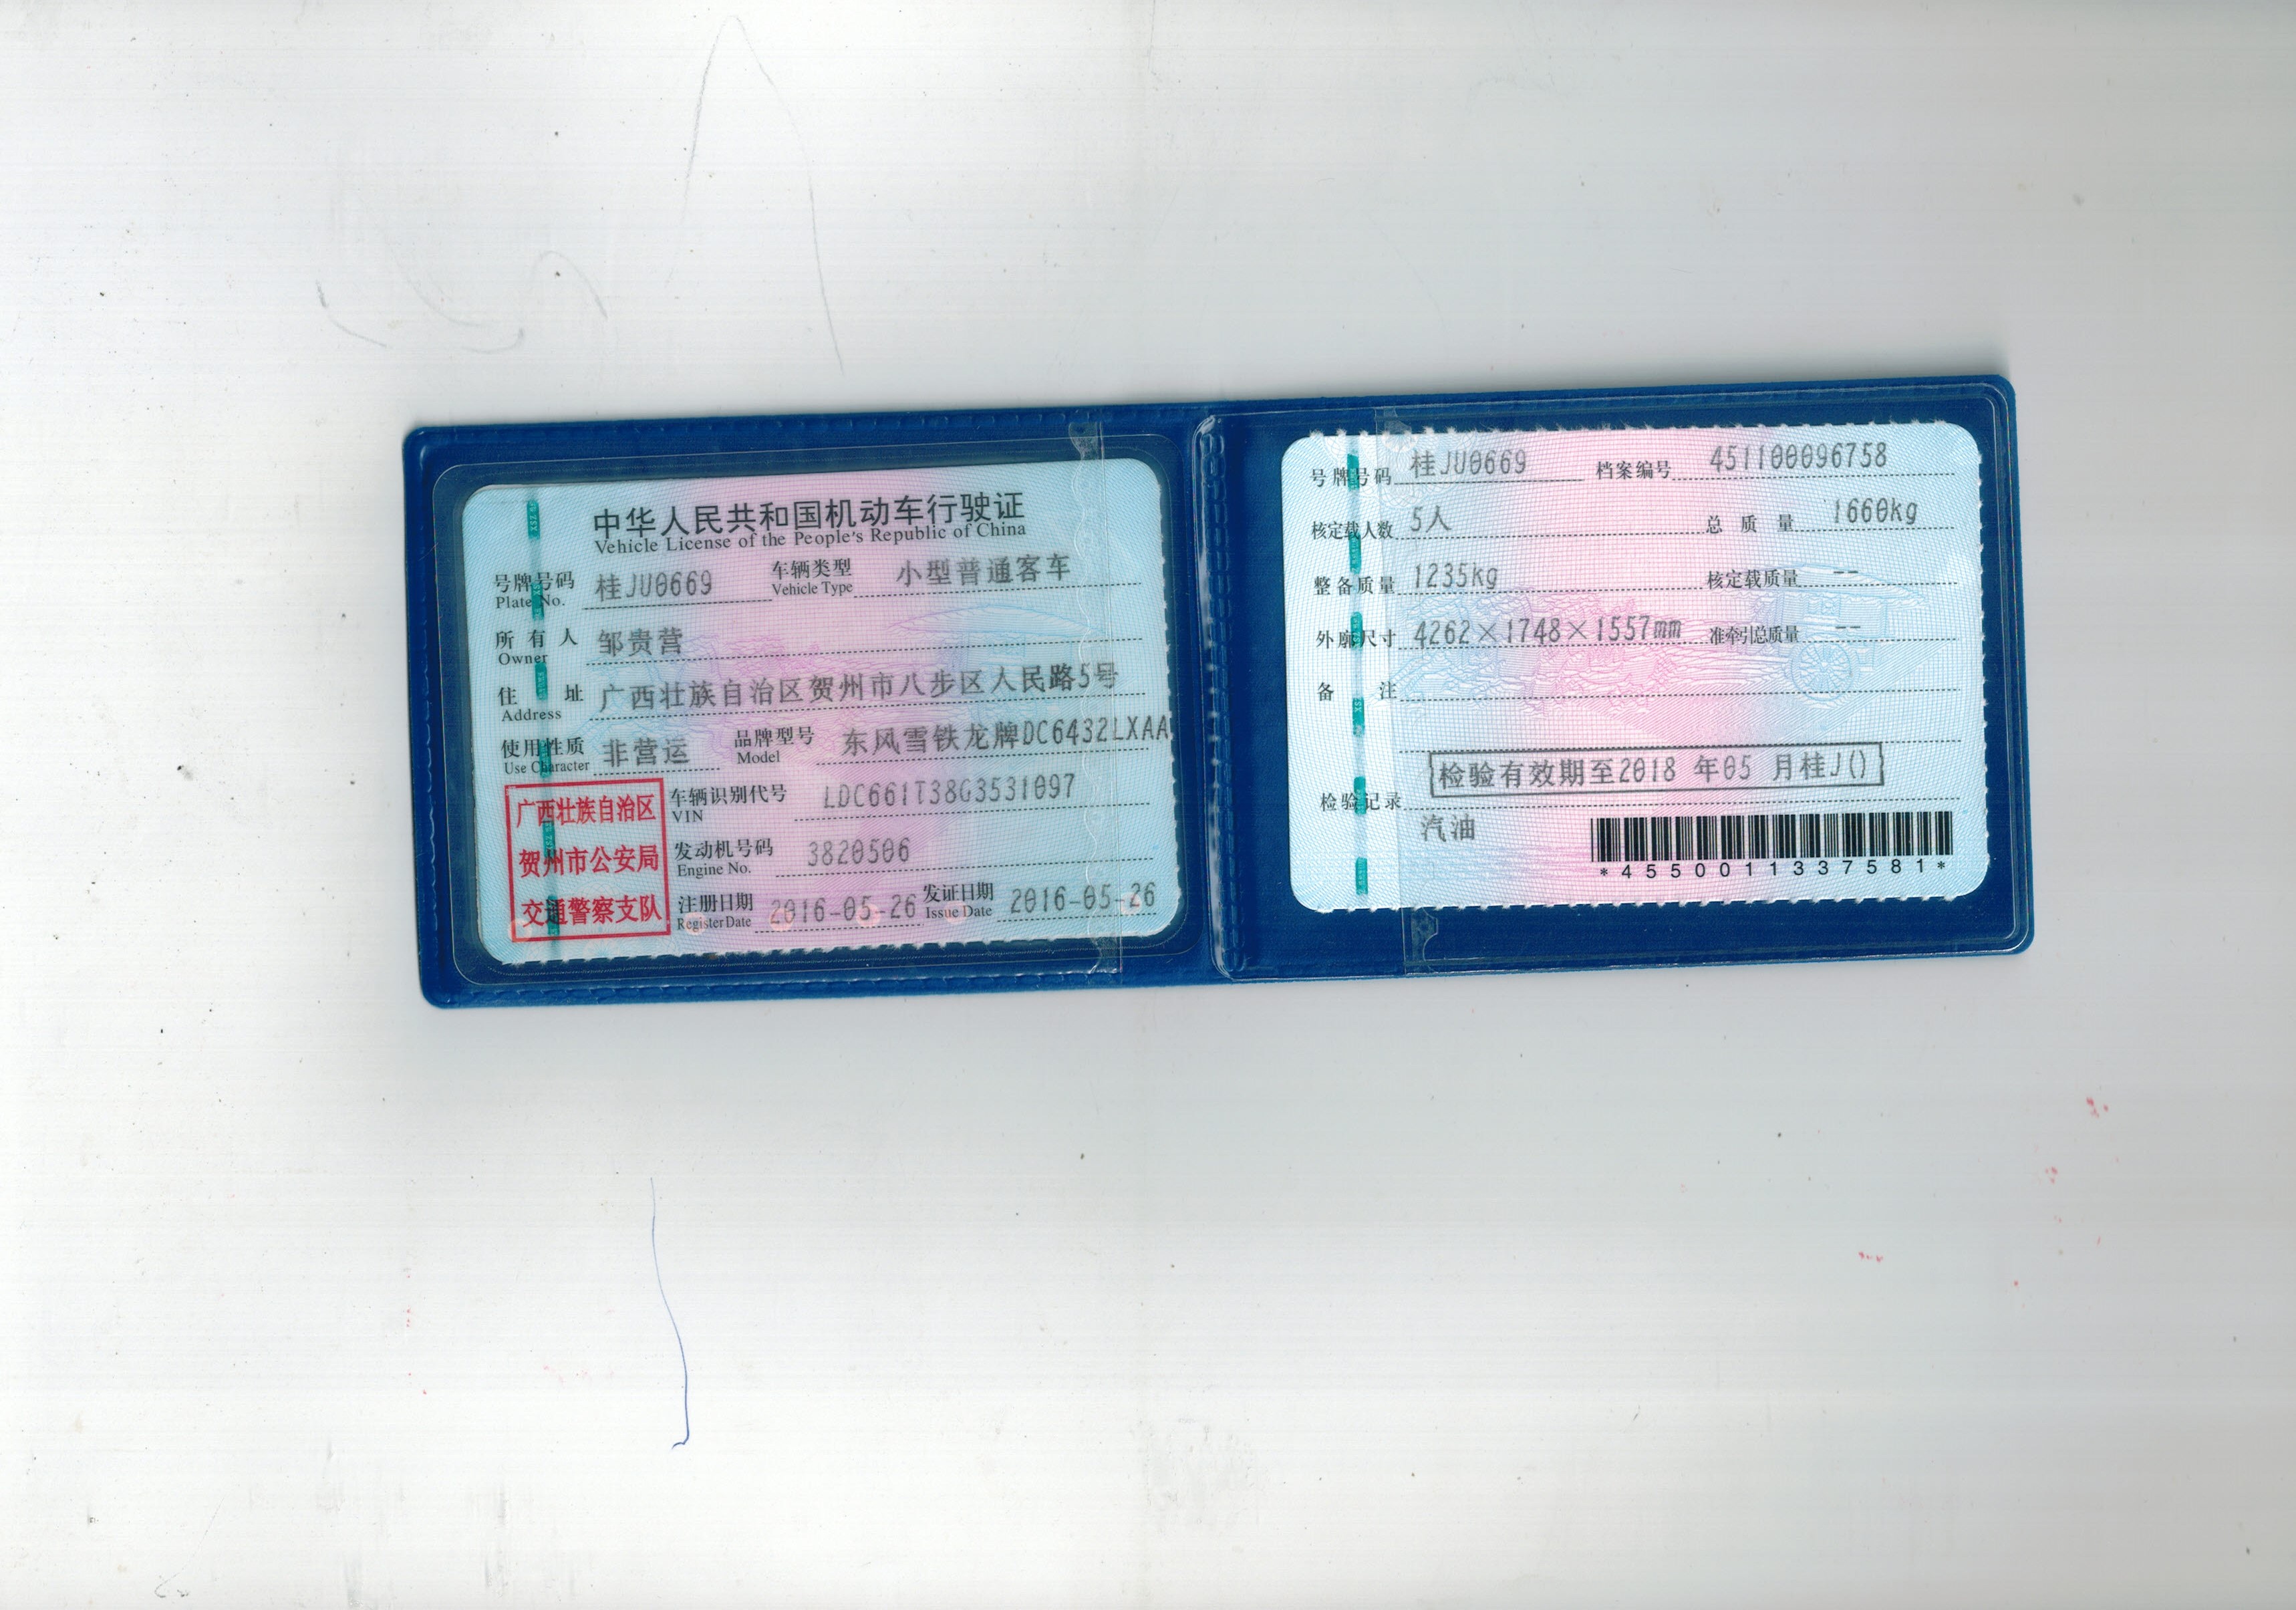 中华人民共和国机动车行驶证
Vehicle License of the People's Republic of China
号牌号码 桂JU0669 车辆类型 小型普通客车
Plate No. Vehicle Type
所有人 邹贵营
Owner
住址 广西壮族自治区贺州市八步区人民路5号
Address
使用性质 非营运 品牌型号 东风雪铁龙牌DC6432LXAA
Use Character Model
广西壮族自治区
贺州市公安局
交通警察支队
车辆识别代号 LDC661T38G3531097
VIN
发动机号码 3820506
Engine No.
注册日期 2016-05-26 发证日期 2016-05-26
Register Date Issue Date
号牌号码 桂JU0669 档案编号 451100096758
核定载人数 5人 总质量 1660kg
整备质量 1235kg 核定载质量 --
外廓尺寸 4262×1748×1557mm 准牵引总质量 --
备注
检验有效期至2018 年05 月桂J()
检验记录
汽油
*4550011337581*